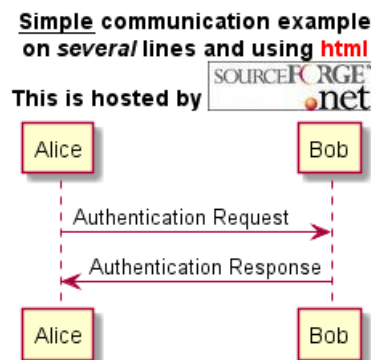 Simple communication example
on several lines and using html
This is hosted by SOURCEFORGE™
.net
Alice Bob
Authentication Request
Authentication Response
Alice Bob